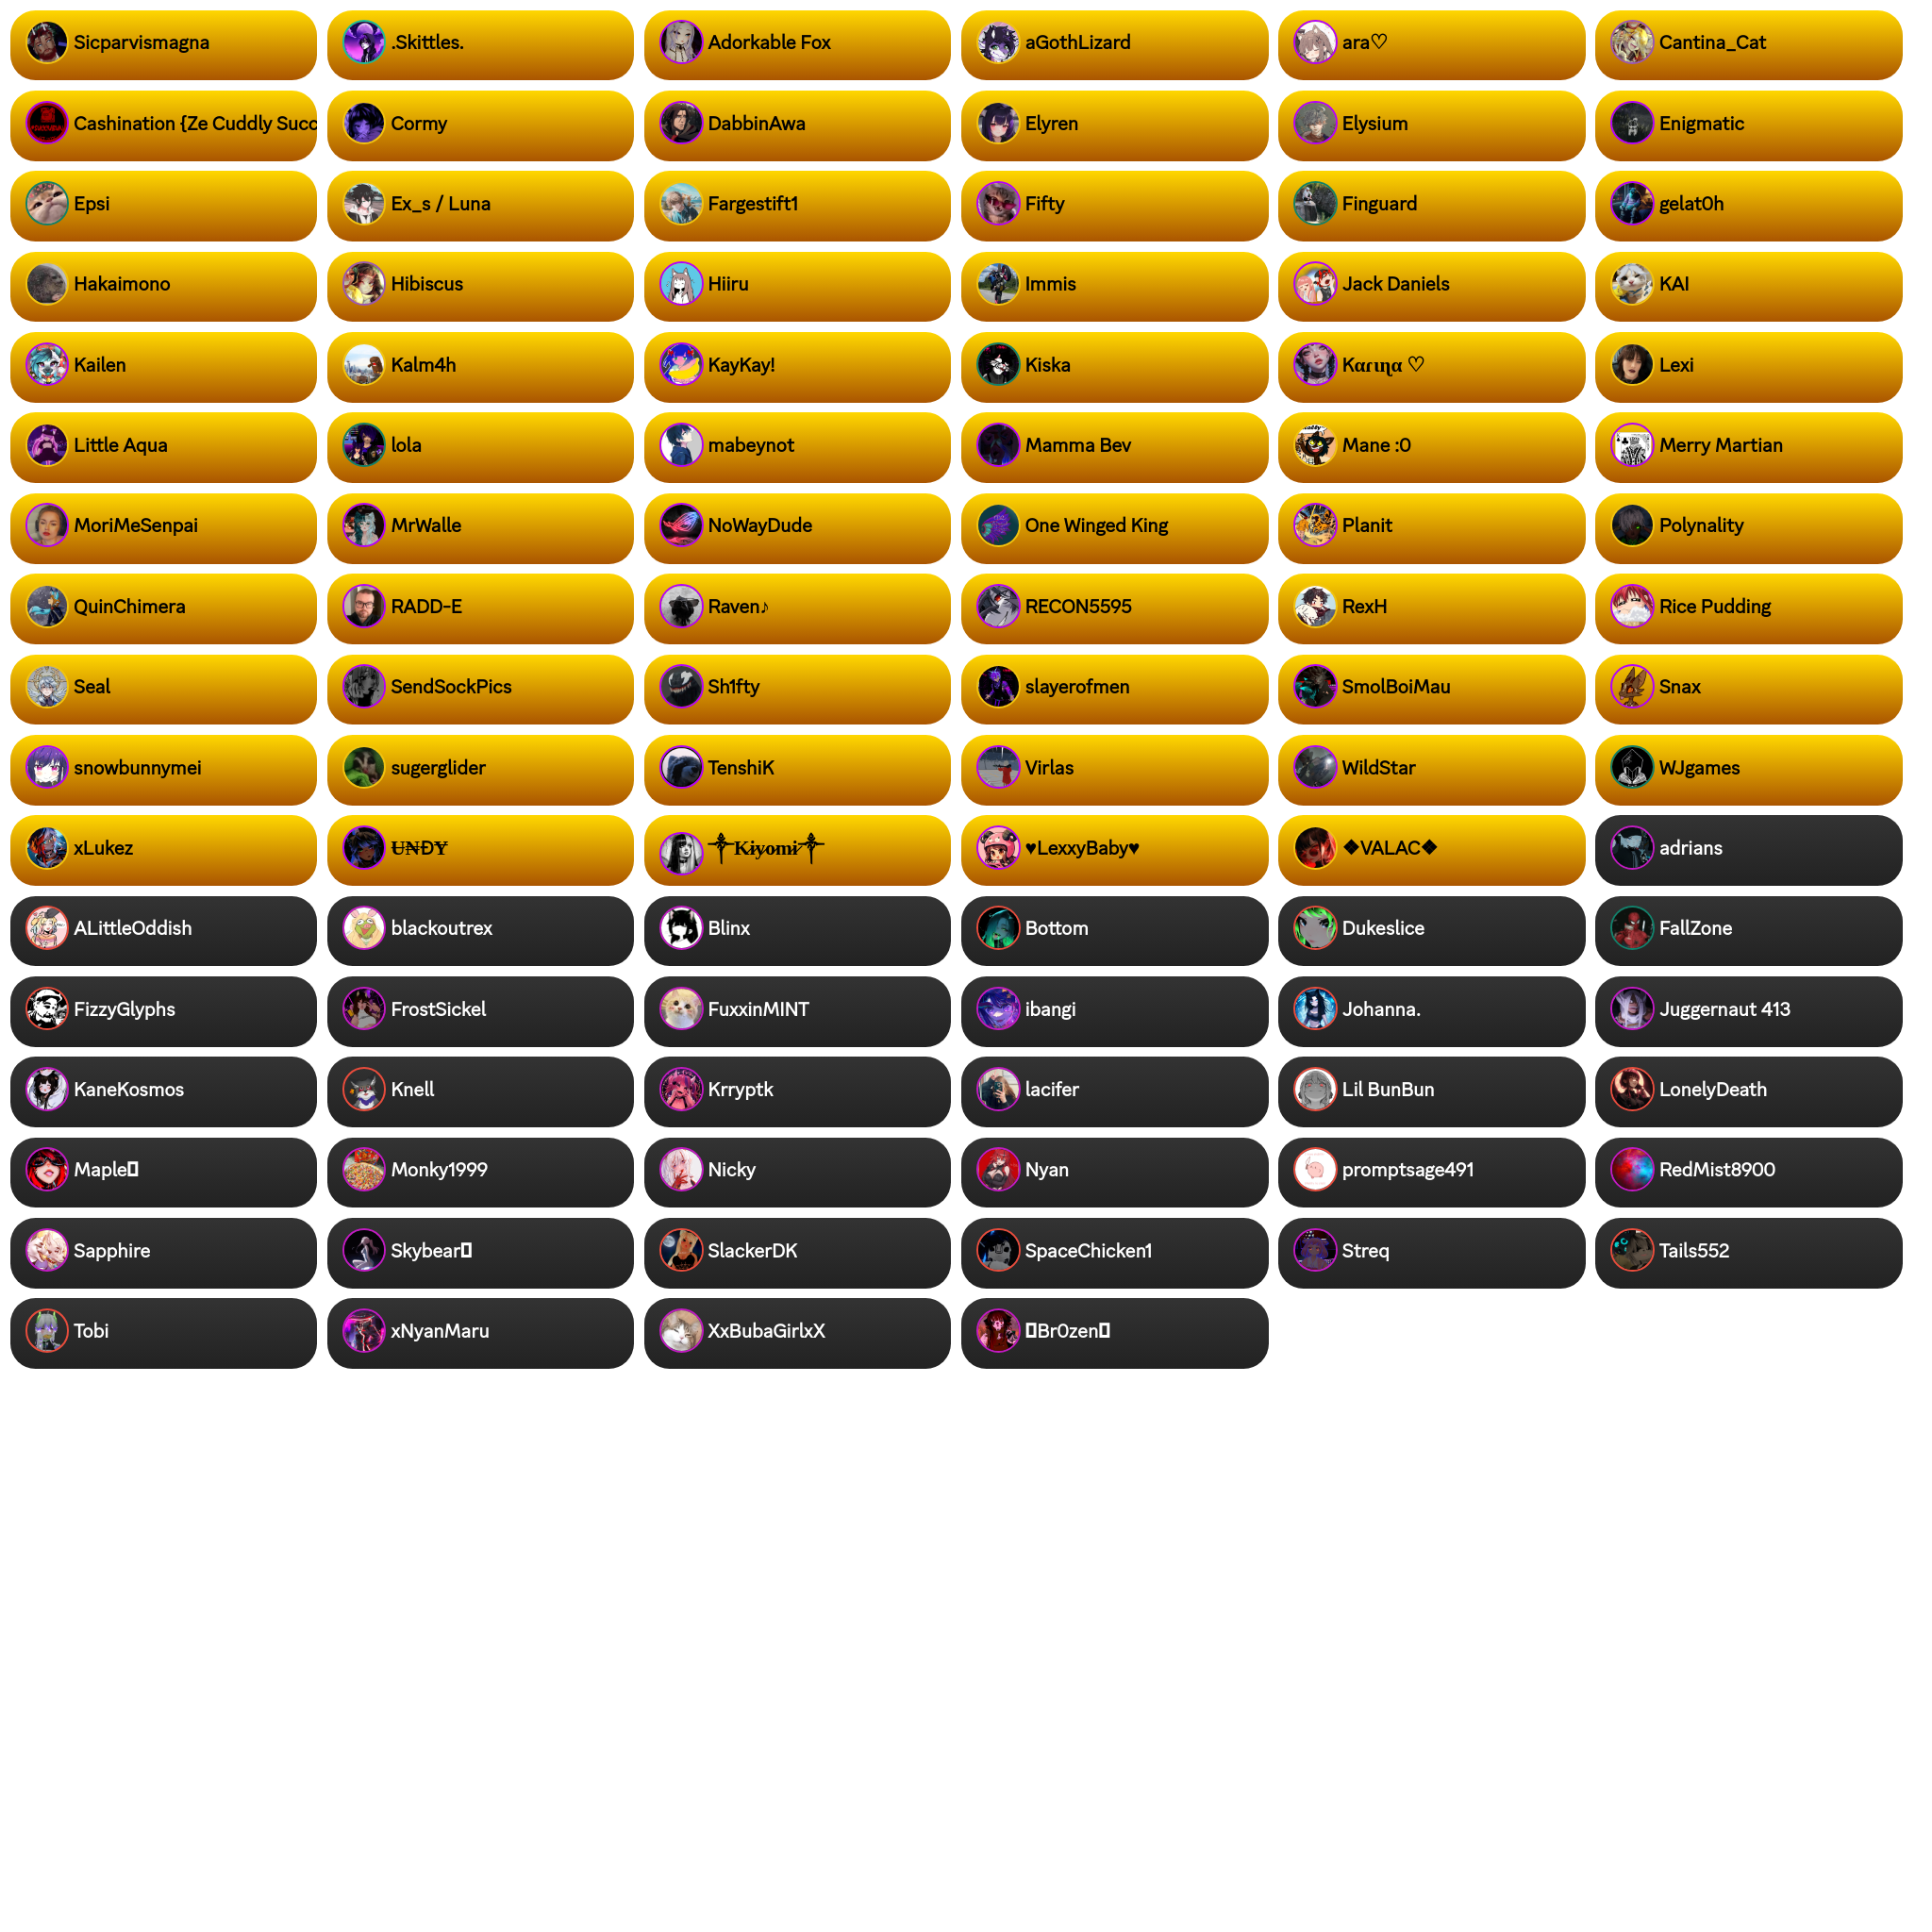 Sicparvismagna .Skittles. Adorkable Fox aGothLizard ara♡ Cantina_Cat
Cashination {Ze Cuddly Succ Cormy DabbinAwa Elyren Elysium Enigmatic
Epsi Ex_s / Luna Fargestift1 Fifty Finguard gelat0h
Hakaimono Hibiscus Hiiru Immis Jack Daniels KAI
Kailen Kalm4h KayKay! Kiska Kαɾιηα ♡ Lexi
Little Aqua lola mabeynot Mamma Bev Mane :0 Merry Martian
MoriMeSenpai MrWalle NoWayDude One Winged King Planit Polynality
QuinChimera RADD-E Raven♪ RECON5595 RexH Rice Pudding
Seal SendSockPics Sh1fty slayerofmen SmolBoiMau Snax
snowbunnymei sugerglider TenshiK Virlas WildStar WJgames
xLukez U̶N̶ĐY̶ ༒K̶i̶y̶o̶m̶i̶༒ ♥LexxyBaby♥ ❖VALAC❖ adrians
ALittleOddish blackoutrex Blinx Bottom Dukeslice FallZone
FizzyGlyphs FrostSickel FuxxinMINT ibangi Johanna. Juggernaut 413
KaneKosmos Knell Krryptk lacifer Lil BunBun LonelyDeath
Maple Monky1999 Nicky Nyan promptsage491 RedMist8900
Sapphire Skybear SlackerDK SpaceChicken1 Streq Tails552
Tobi xNyanMaru XxBubaGirlxX Br0zen